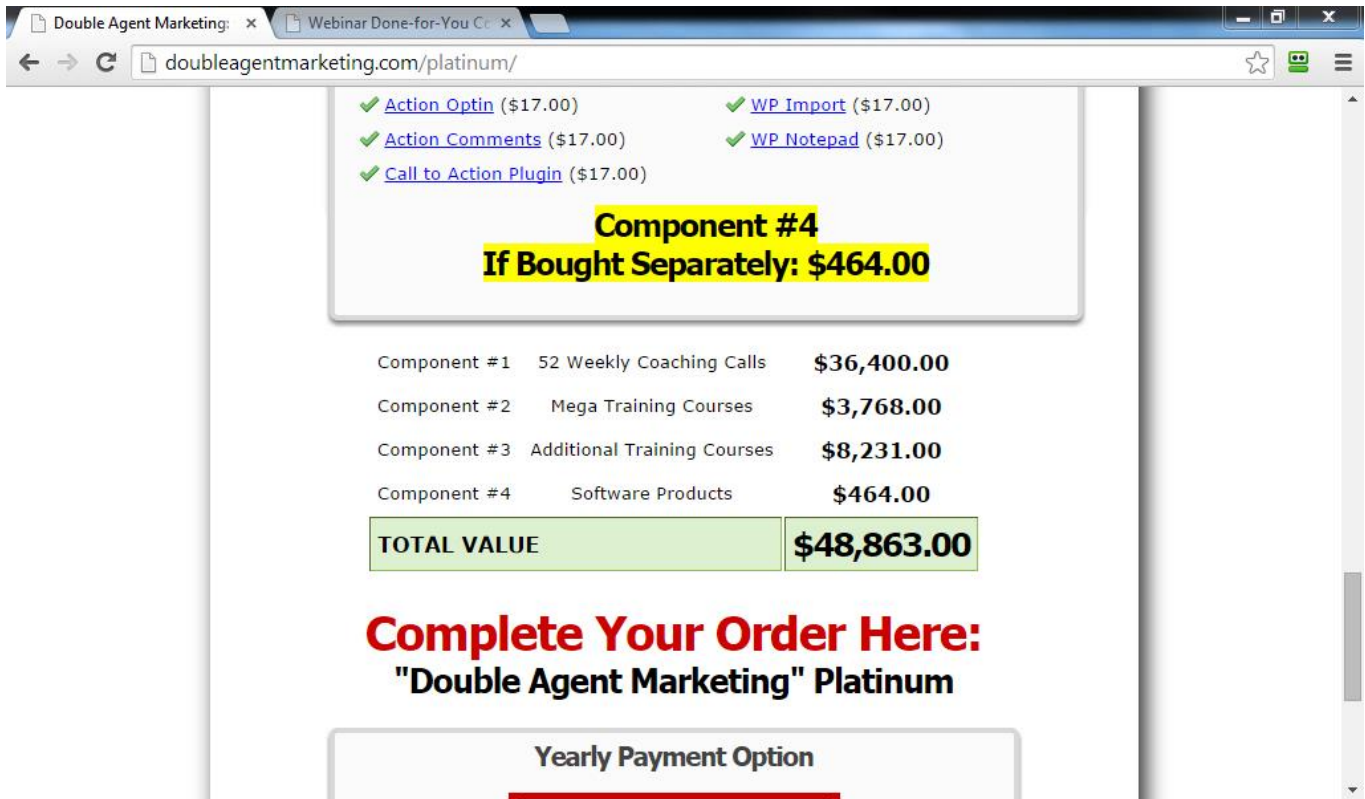 Double Agent Marketing:
Webinar Done-for-You Co
doubleagentmarketing.com/platinum/
Action Optin ($17.00) WP Import ($17.00)
Action Comments ($17.00) WP Notepad ($17.00)
Call to Action Plugin ($17.00)
Component #4
If Bought Separately: $464.00
Component #1 52 Weekly Coaching Calls $36,400.00
Component #2 Mega Training Courses $3,768.00
Component #3 Additional Training Courses $8,231.00
Component #4 Software Products $464.00
TOTAL VALUE $48,863.00
Complete Your Order Here:
"Double Agent Marketing" Platinum
Yearly Payment Option